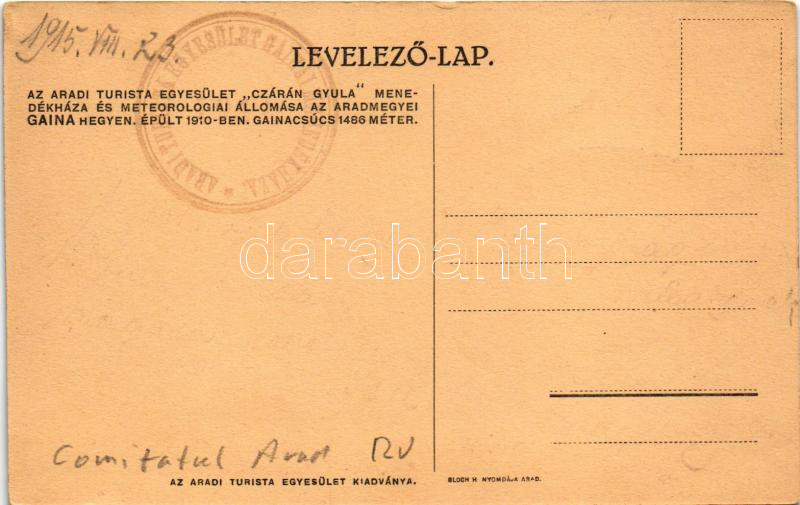 1915. VIII. 23.
LEVELEZŐ-LAP.
AZ ARADI TURISTA EGYESÜLET „CZÁRÁN GYULA" MENE-
DÉKHÁZA ÉS METEOROLOGIAI ÁLLOMÁSA AZ ARADMEGYEI
GAINA HEGYEN. ÉPÜLT 1910-BEN. GAINACSÚCS 1486 MÉTER.
EGYESÜLET
ARADI
darabanth
Comitatul Arad RV
AZ ARADI TURISTA EGYESÜLET KIADVÁNYA.
BLOCH H. NYOMDÁJA ARAD.